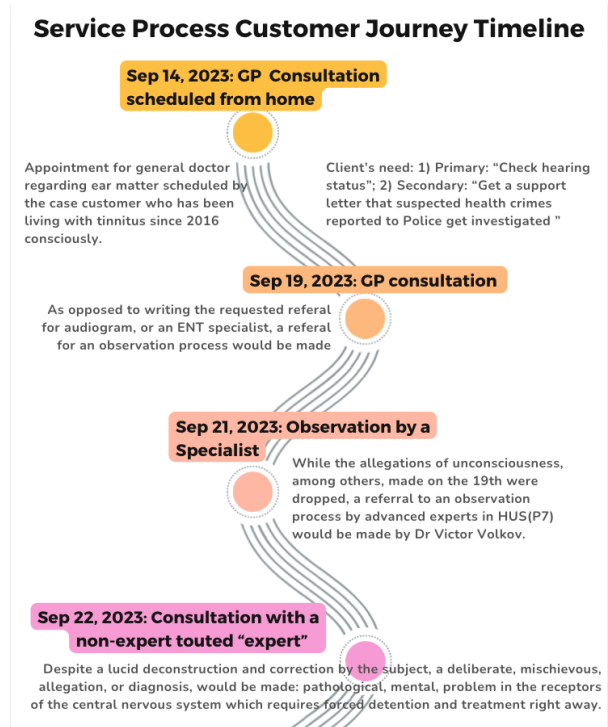 Service Process Customer Journey Timeline
Sep 14, 2023: GP Consultation
scheduled from home
Appointment for general doctor
regarding ear matter scheduled by
the case customer who has been
living with tinnitus since 2016
consciously.
Client's need: 1) Primary: “Check hearing
status”; 2) Secondary: “Get a support
letter that suspected health crimes
reported to Police get investigated ”
Sep 19, 2023: GP consultation
As opposed to writing the requested referal
for audiogram, or an ENT specialist, a referal
for an observation process would be made
Sep 21, 2023: Observation by a
Specialist
While the allegations of unconsciousness,
among others, made on the 19th were
dropped, a referral to an observation
process by advanced experts in HUS(P7)
would be made by Dr Victor Volkov.
Sep 22, 2023: Consultation with a
non-expert touted “expert”
Despite a lucid deconstruction and correction by the subject, a deliberate, mischievous,
allegation, or diagnosis, would be made: pathological, mental, problem in the receptors
of the central nervous system which requires forced detention and treatment right away.